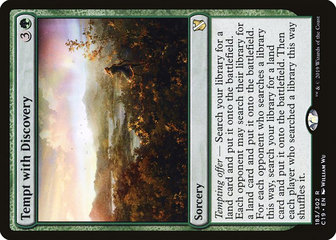 Tempt with Discovery
3
Sorcery
Tempting offer — Search your library for a
land card and put it onto the battlefield.
Each opponent may search their library for
a land card and put it onto the battlefield.
For each opponent who searches a library
this way, search your library for a land
card and put it onto the battlefield. Then
each player who searched a library this way
shuffles it.
183/302 R
C19 • EN William Wu
™ & © 2019 Wizards of the Coast